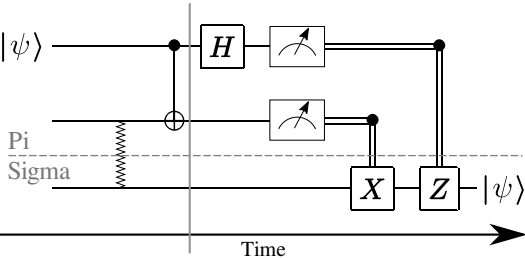 |ψ⟩ H
Pi
Sigma
X Z |ψ⟩
Time